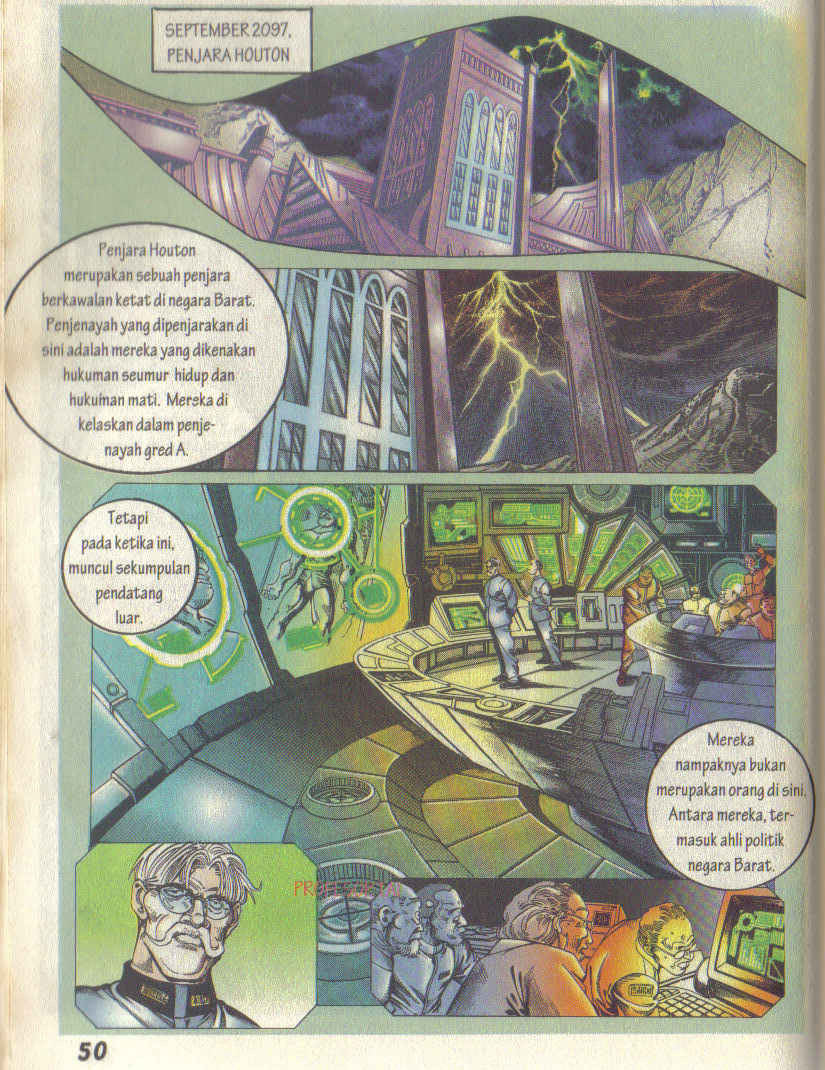 SEPTEMBER 2097,
PENJARA HOUTON
Penjara Houton
merupakan sebuah penjara
berkawalan ketat di negara Barat.
Penjenayah yang dipenjarakan di
sini adalah mereka yang dikenakan
hukuman seumur hidup dan
hukuman mati. Mereka di
kelaskan dalam penje-
nayah gred A.
Tetapi
pada ketika ini,
muncul sekumpulan
pendatang
luar.
Mereka
nampaknya bukan
merupakan orang di sini.
Antara mereka, ter-
masuk ahli politik
negara Barat.
50